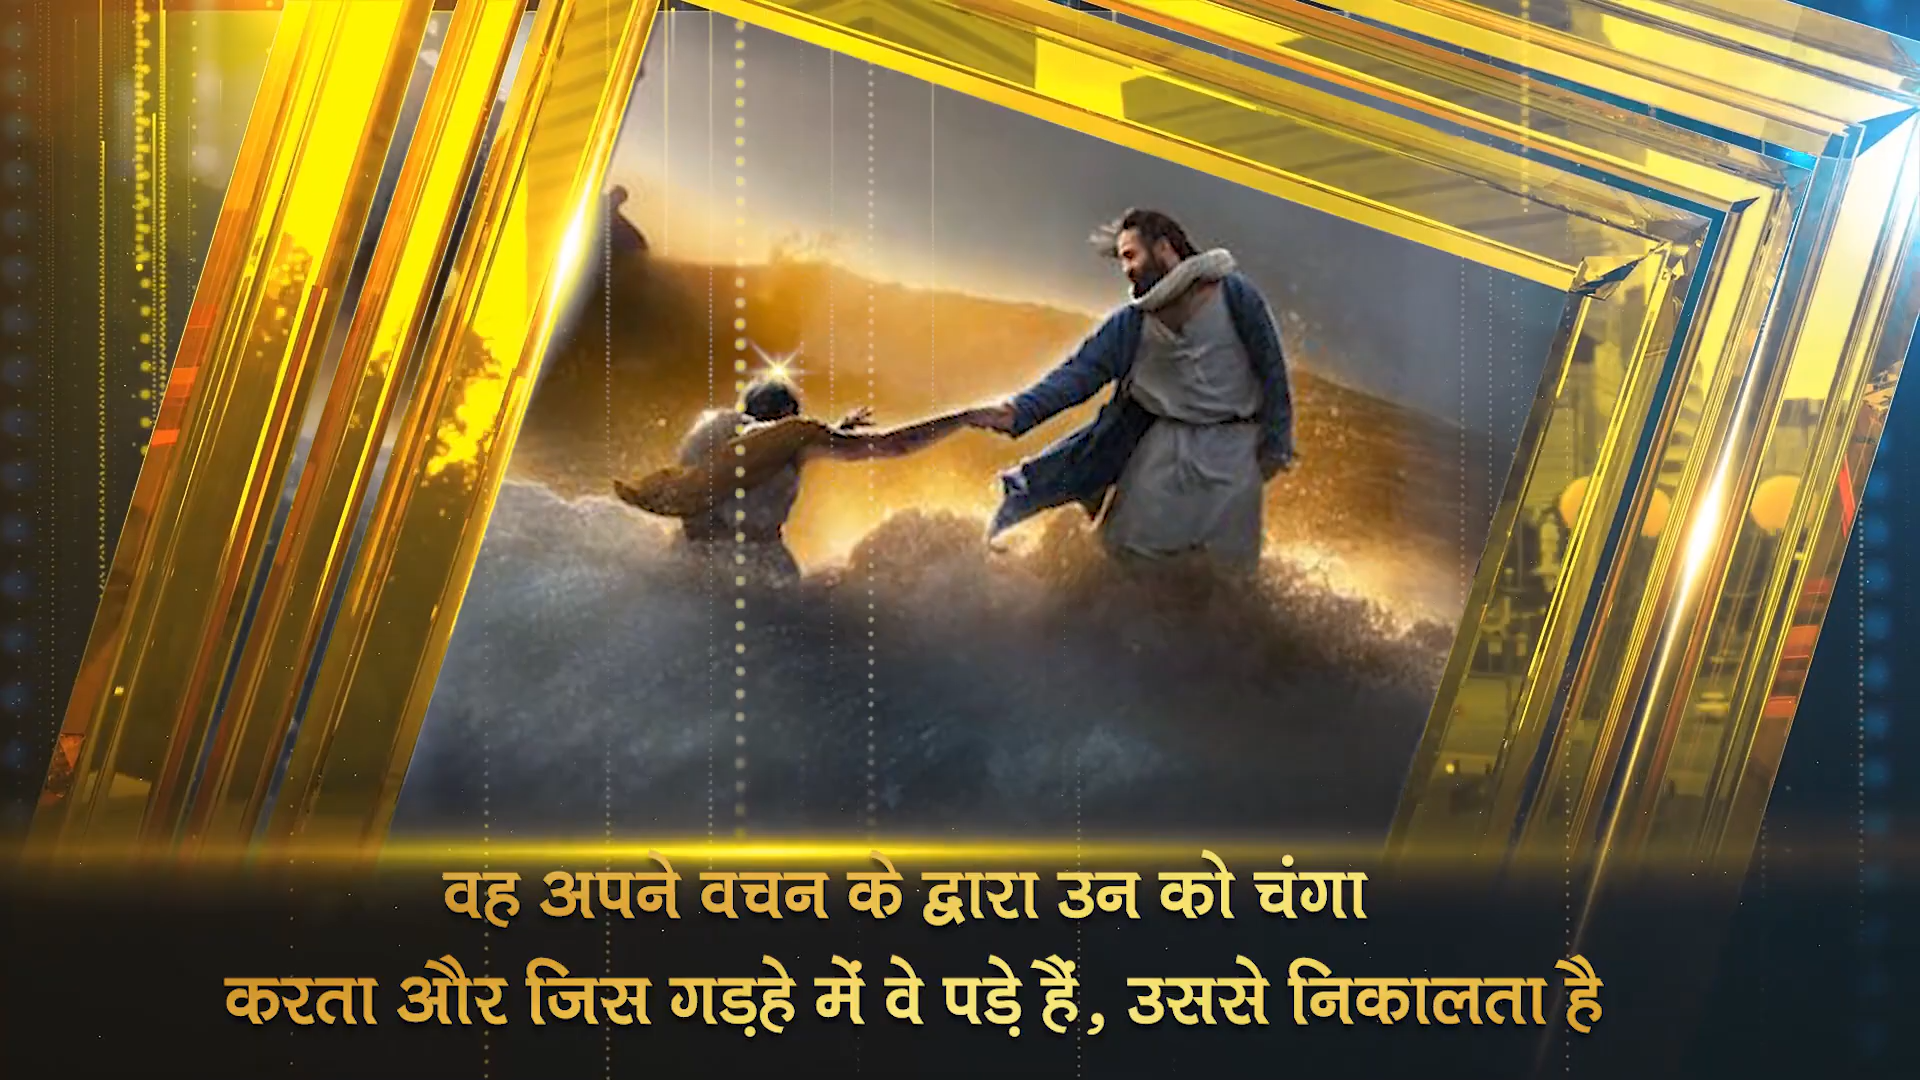 वह अपने वचन के द्वारा उन को चंगा
करता और जिस गड़हे में वे पड़े हैं, उससे निकालता है